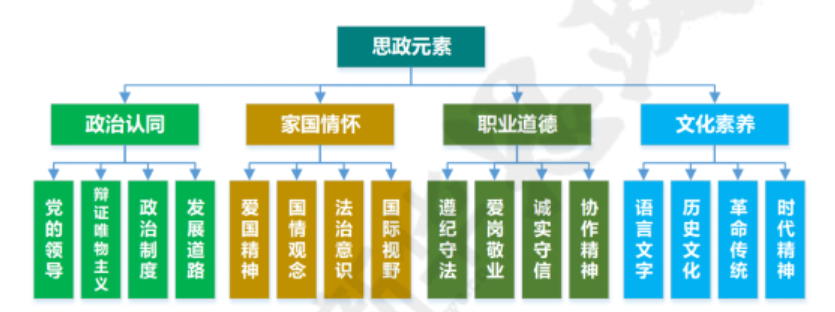 思政元素
政治认同
家国情怀
职业道德
文化素养
党的领导
辩证唯物主义
政治制度
发展道路
爱国精神
国情观念
法治意识
国际视野
遵纪守法
爱岗敬业
诚实守信
协作精神
语言文字
历史文化
革命传统
时代精神